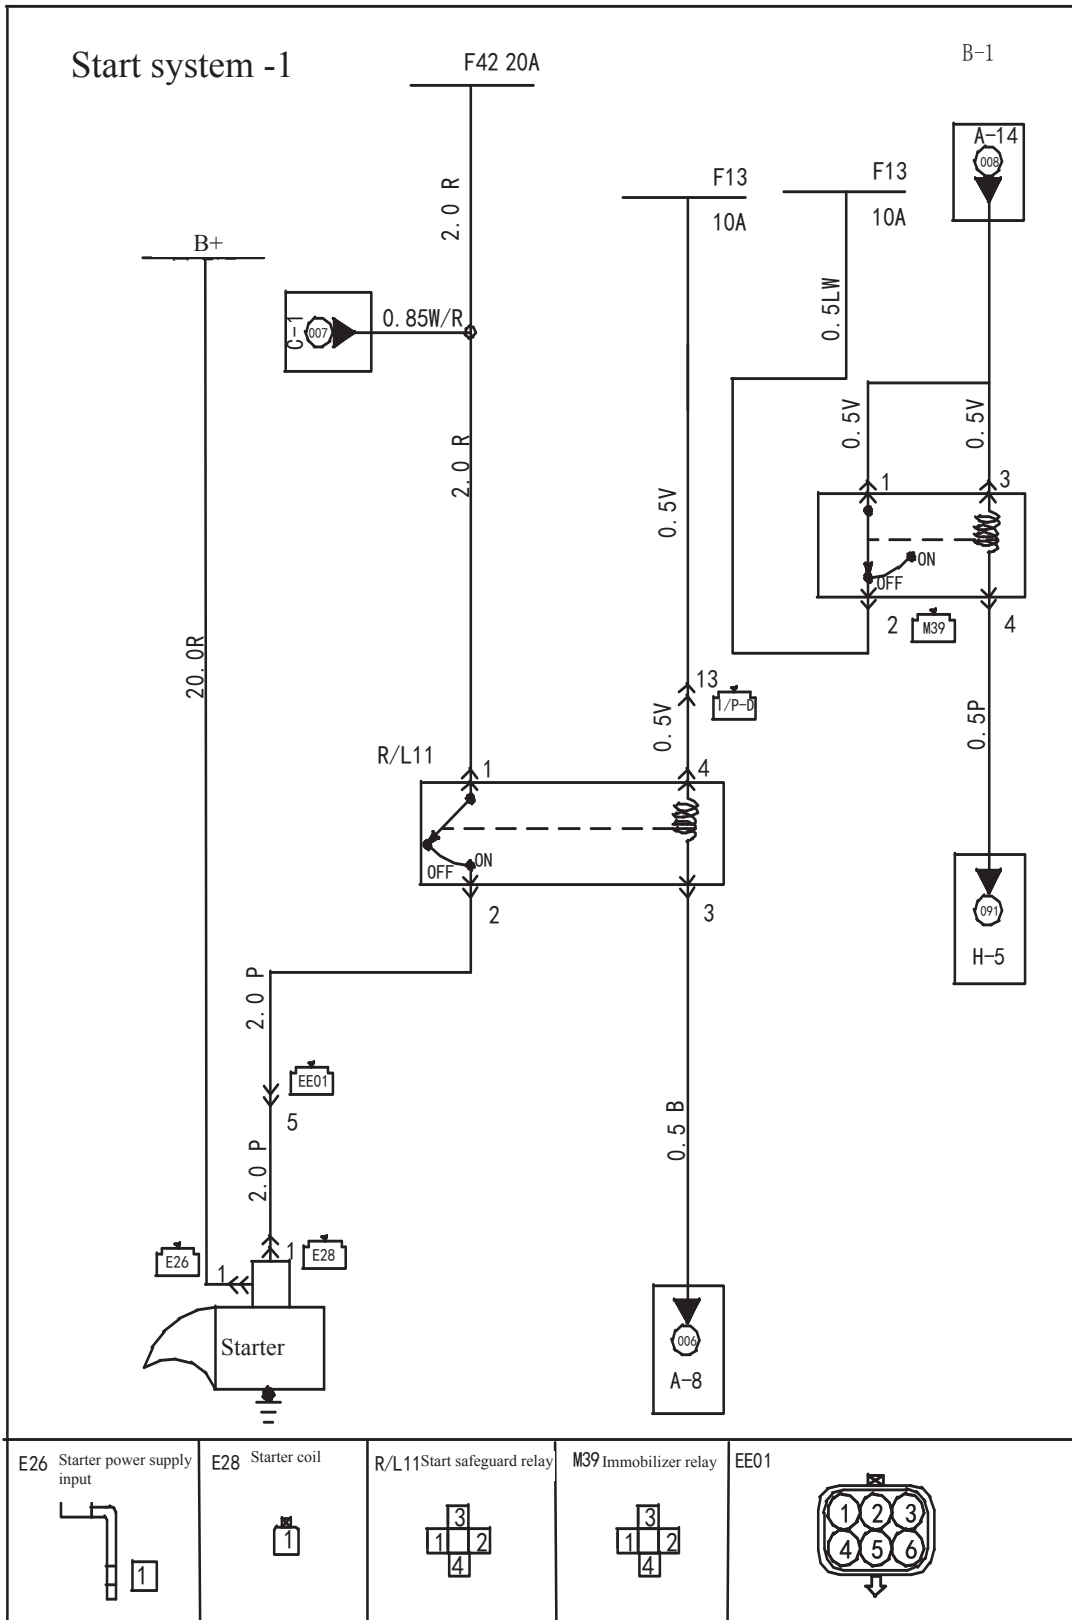 Start system -1
F42 20A
B-1
A-14
008
F13
10A
F13
10A
2.0 R
B+
C-1
007
0.85W/R
0.5LW
0.5V
0.5V
2.0 R
0.5V
1
3
ON
OFF
2
M39
4
20.0R
13
I/P-D
0.5V
0.5P
R/L11
1
4
OFF
ON
2
3
091
H-5
2.0 P
EE01
5
0.5 B
2.0 P
E26
1
1
E28
Starter
006
A-8
E26 Starter power supply
input
1
E28 Starter coil
1
R/L11 Start safeguard relay
3
1 2
4
M39 Immobilizer relay
3
1 2
4
EE01
1 2 3
4 5 6